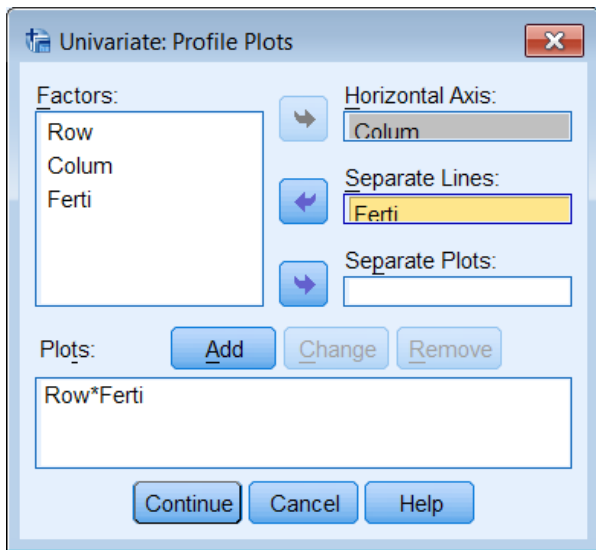 Univariate: Profile Plots
Factors:
Row
Colum
Ferti
Horizontal Axis:
Colum
Separate Lines:
Ferti
Separate Plots:
Plots:
Add Change Remove
Row*Ferti
Continue Cancel Help